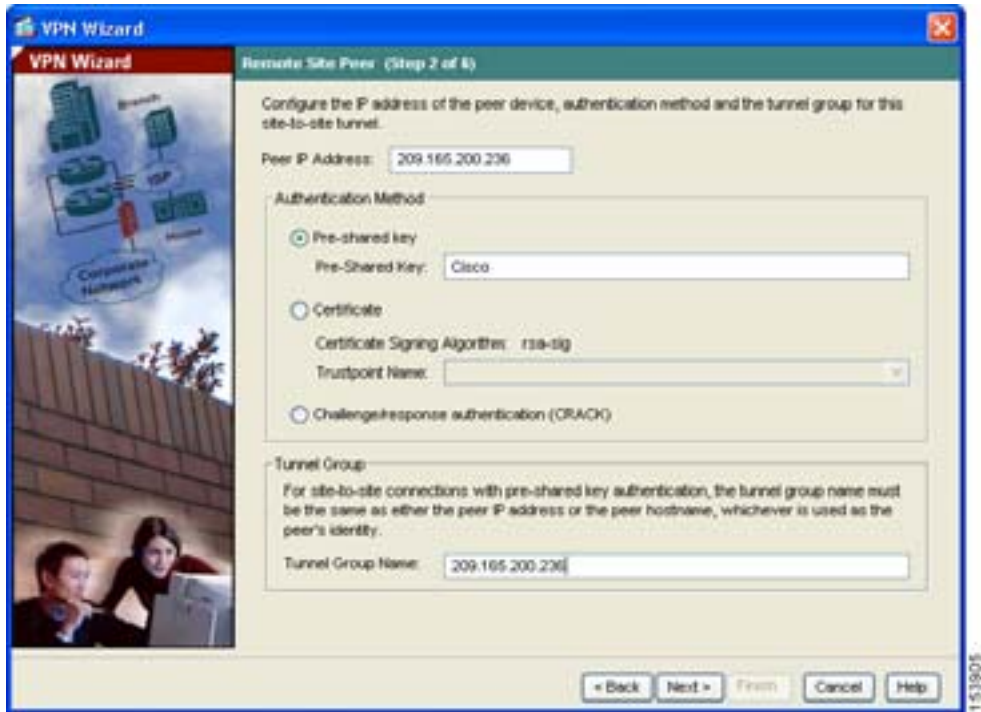 VPN Wizard
VPN Wizard
Branch
ISP
Home
Corporate
Network
Remote Site Peer (Step 2 of 6)
Configure the IP address of the peer device, authentication method and the tunnel group for this
site-to-site tunnel.
Peer IP Address: 209.165.200.236
Authentication Method
Pre-shared key
Pre-Shared Key: Cisco
Certificate
Certificate Signing Algorithm: rsa-sig
Trustpoint Name:
Challenge/response authentication (CRACK)
Tunnel Group
For site-to-site connections with pre-shared key authentication, the tunnel group name must
be the same as either the peer IP address or the peer hostname, whichever is used as the
peer's identity.
Tunnel Group Name: 209.165.200.236
< Back Next > Finish Cancel Help
153905